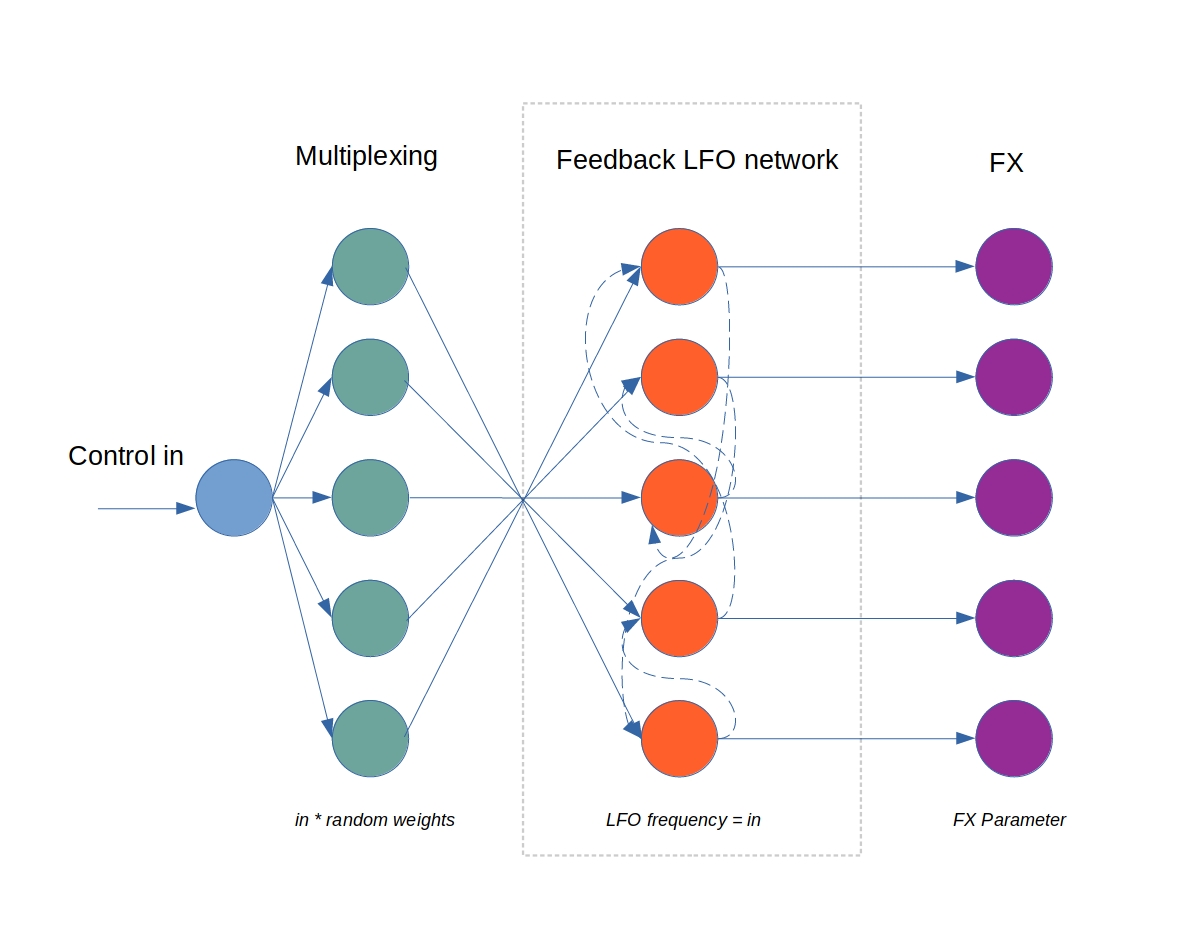 Multiplexing
Feedback LFO network
FX
Control in
in * random weights
LFO frequency = in
FX Parameter